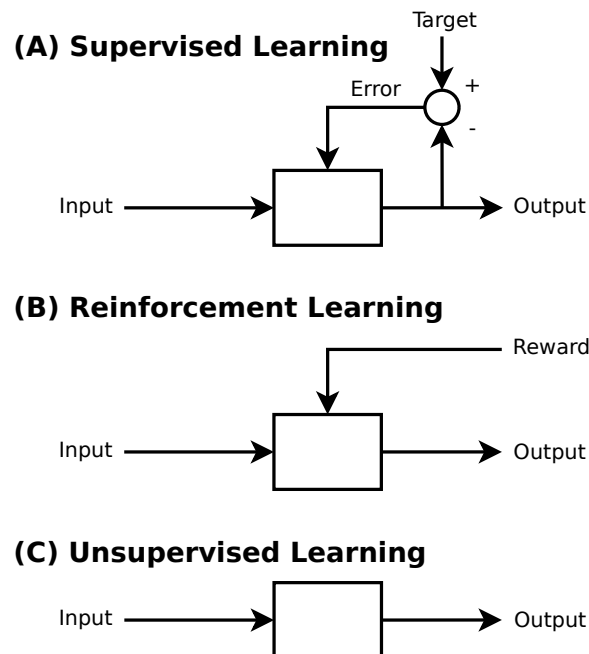 Target
(A) Supervised Learning
Error
+
-
Input
Output
(B) Reinforcement Learning
Reward
Input
Output
(C) Unsupervised Learning
Input
Output